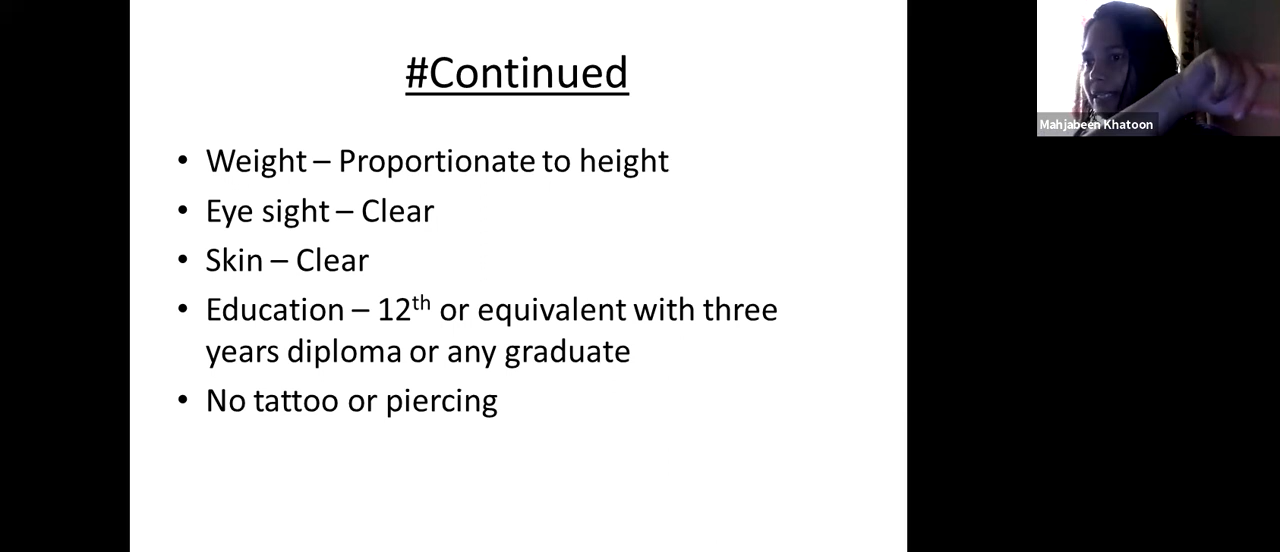 #Continued
• Weight – Proportionate to height
• Eye sight – Clear
• Skin – Clear
• Education – 12th or equivalent with three
years diploma or any graduate
• No tattoo or piercing
Mahjabeen Khatoon